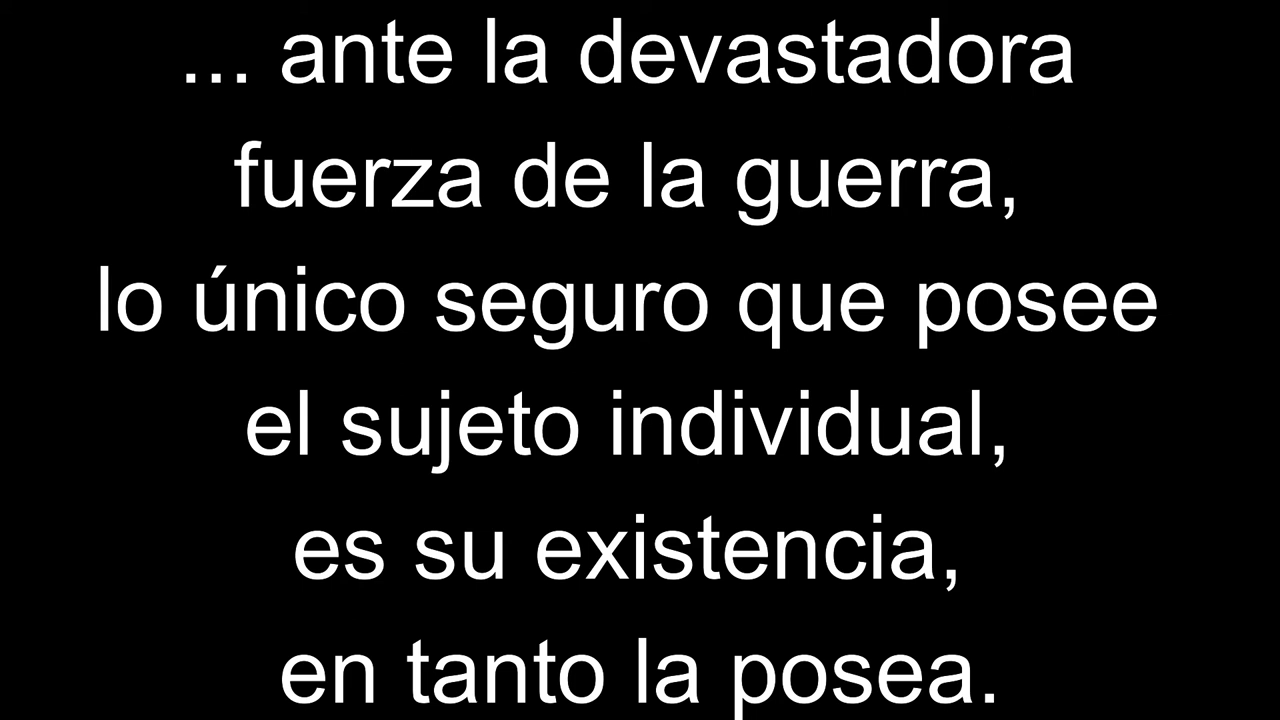 ... ante la devastadora
fuerza de la guerra,
lo único seguro que posee
el sujeto individual,
es su existencia,
en tanto la posea.